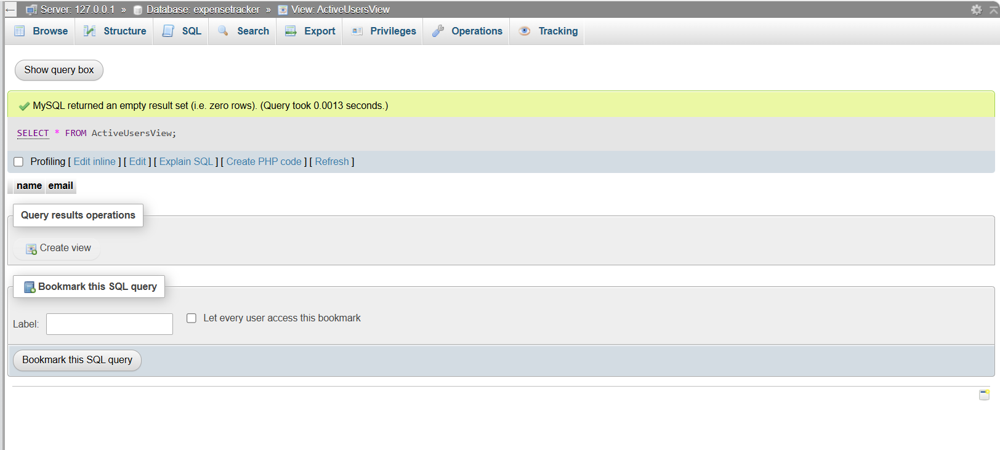 Server: 127.0.0.1 » Database: expensetracker » View: ActiveUsersView
Browse Structure SQL Search Export Privileges Operations Tracking
Show query box
MySQL returned an empty result set (i.e. zero rows). (Query took 0.0013 seconds.)
SELECT * FROM ActiveUsersView;
Profiling [ Edit inline ] [ Edit ] [ Explain SQL ] [ Create PHP code ] [ Refresh ]
name email
Query results operations
Create view
Bookmark this SQL query
Label: Let every user access this bookmark
Bookmark this SQL query